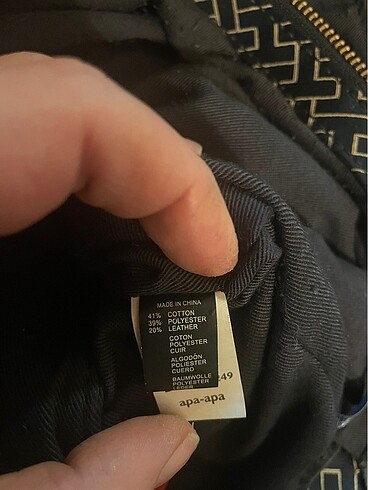 MADE IN CHINA
41% COTTON
39% POLYESTER
20% LEATHER
COTON
POLYESTER
CUIR
ALGODÓN
POLIESTER
CUERO
BAUMWOLLE
POLYESTER
LEDER
249
apa-apa